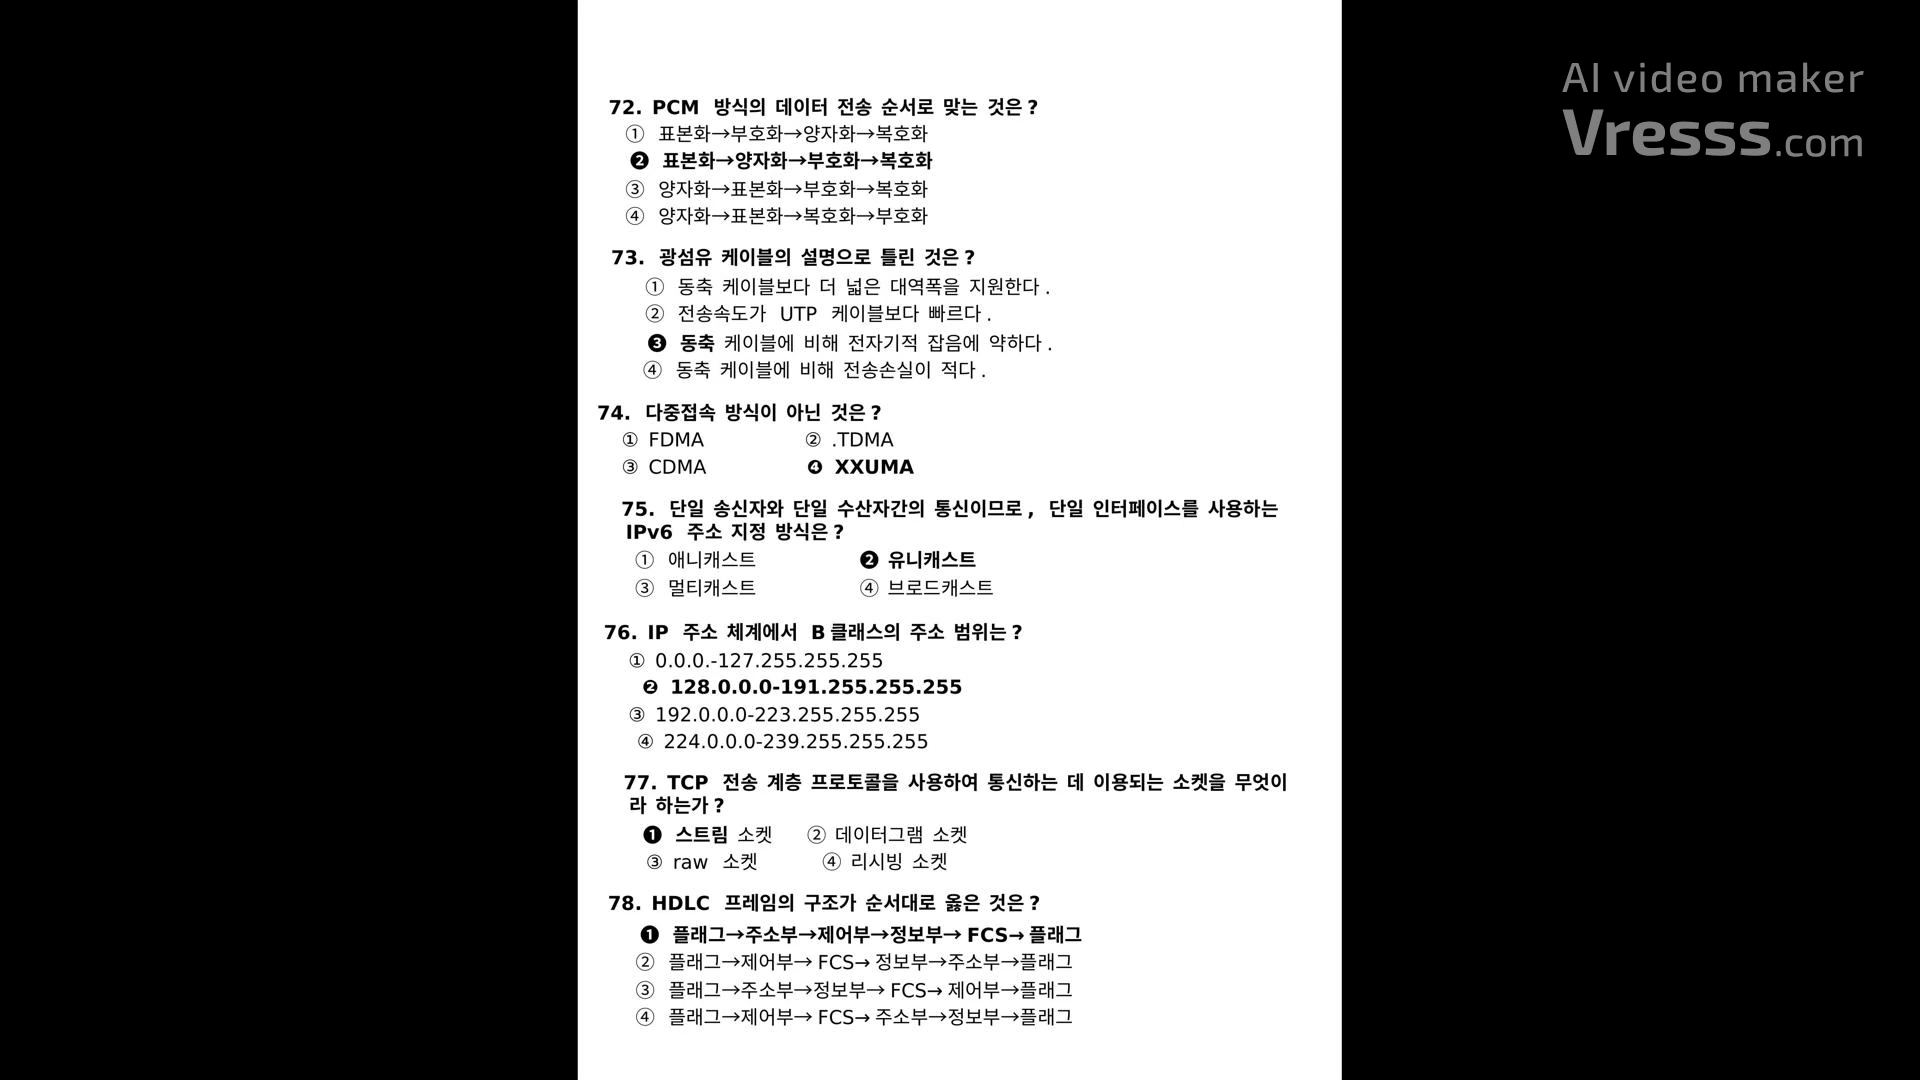 AI video maker
Vresss.com
72. PCM 방식의 데이터 전송 순서로 맞는 것은?
① 표본화→부호화→양자화→복호화
❷ 표본화→양자화→부호화→복호화
③ 양자화→표본화→부호화→복호화
④ 양자화→표본화→복호화→부호화
73. 광섬유 케이블의 설명으로 틀린 것은?
① 동축 케이블보다 더 넓은 대역폭을 지원한다.
② 전송속도가 UTP 케이블보다 빠르다.
❸ 동축 케이블에 비해 전자기적 잡음에 약하다.
④ 동축 케이블에 비해 전송손실이 적다.
74. 다중접속 방식이 아닌 것은?
① FDMA ② .TDMA
③ CDMA ❹ XXUMA
75. 단일 송신자와 단일 수산자간의 통신이므로, 단일 인터페이스를 사용하는
IPv6 주소 지정 방식은?
① 애니캐스트 ❷ 유니캐스트
③ 멀티캐스트 ④ 브로드캐스트
76. IP 주소 체계에서 B클래스의 주소 범위는?
① 0.0.0.-127.255.255.255
❷ 128.0.0.0-191.255.255.255
③ 192.0.0.0-223.255.255.255
④ 224.0.0.0-239.255.255.255
77. TCP 전송 계층 프로토콜을 사용하여 통신하는 데 이용되는 소켓을 무엇이
라 하는가?
❶ 스트림 소켓 ② 데이터그램 소켓
③ raw 소켓 ④ 리시빙 소켓
78. HDLC 프레임의 구조가 순서대로 옳은 것은?
❶ 플래그→주소부→제어부→정보부→FCS→플래그
② 플래그→제어부→FCS→정보부→주소부→플래그
③ 플래그→주소부→정보부→FCS→제어부→플래그
④ 플래그→제어부→FCS→주소부→정보부→플래그